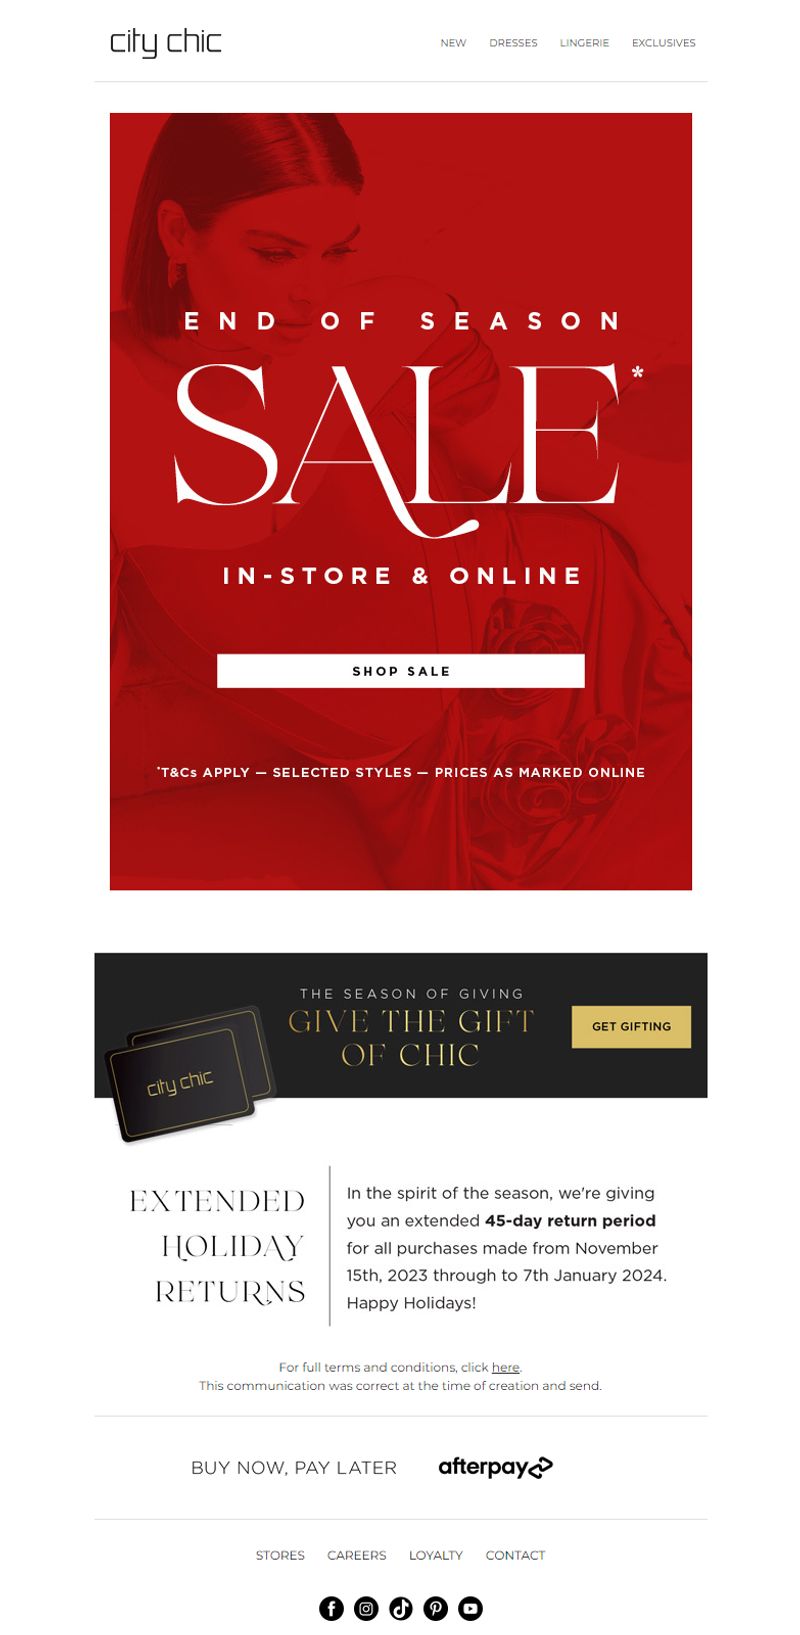 city chic
NEW DRESSES LINGERIE EXCLUSIVES
END OF SEASON
SALE*
IN-STORE & ONLINE
SHOP SALE
*T&Cs APPLY — SELECTED STYLES — PRICES AS MARKED ONLINE
THE SEASON OF GIVING
GIVE THE GIFT
OF CHIC
GET GIFTING
city chic
EXTENDED
HOLIDAY
RETURNS
In the spirit of the season, we're giving
you an extended 45-day return period
for all purchases made from November
15th, 2023 through to 7th January 2024.
Happy Holidays!
For full terms and conditions, click here.
This communication was correct at the time of creation and send.
BUY NOW, PAY LATER afterpay
STORES CAREERS LOYALTY CONTACT